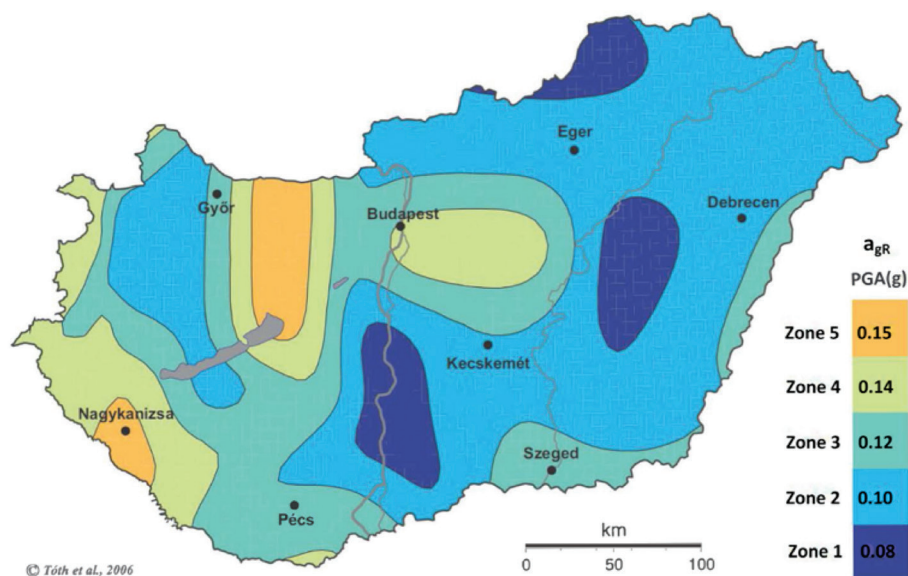 Eger
Győr
Budapest
Debrecen
a_gR
PGA(g)
Zone 5 0.15
Kecskemét
Zone 4 0.14
Nagykanizsa
Zone 3 0.12
Szeged
Zone 2 0.10
Pécs
km
Zone 1 0.08
0 50 100
© Tóth et al., 2006